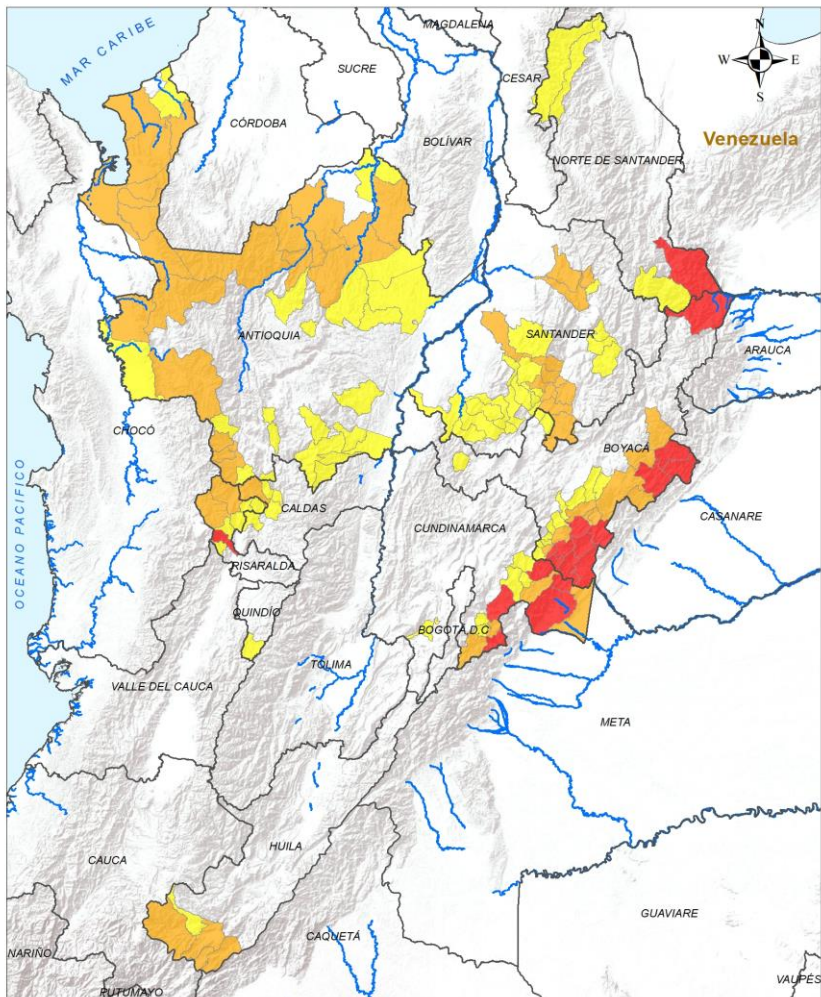 MAGDALENA
MAR CARIBE
N
W E
S
SUCRE
CESAR
CÓRDOBA
BOLÍVAR
Venezuela
NORTE DE SANTANDER
ANTIOQUIA
SANTANDER
ARAUCA
CHOCÓ
BOYACÁ
OCEANO PACIFICO
CALDAS
CUNDINAMARCA
CASANARE
RISARALDA
QUINDÍO
BOGOTÁ D.C
TOLIMA
VALLE DEL CAUCA
META
HUILA
CAUCA
GUAVIARE
CAQUETÁ
NARIÑO
PUTUMAYO
VAUPÉS